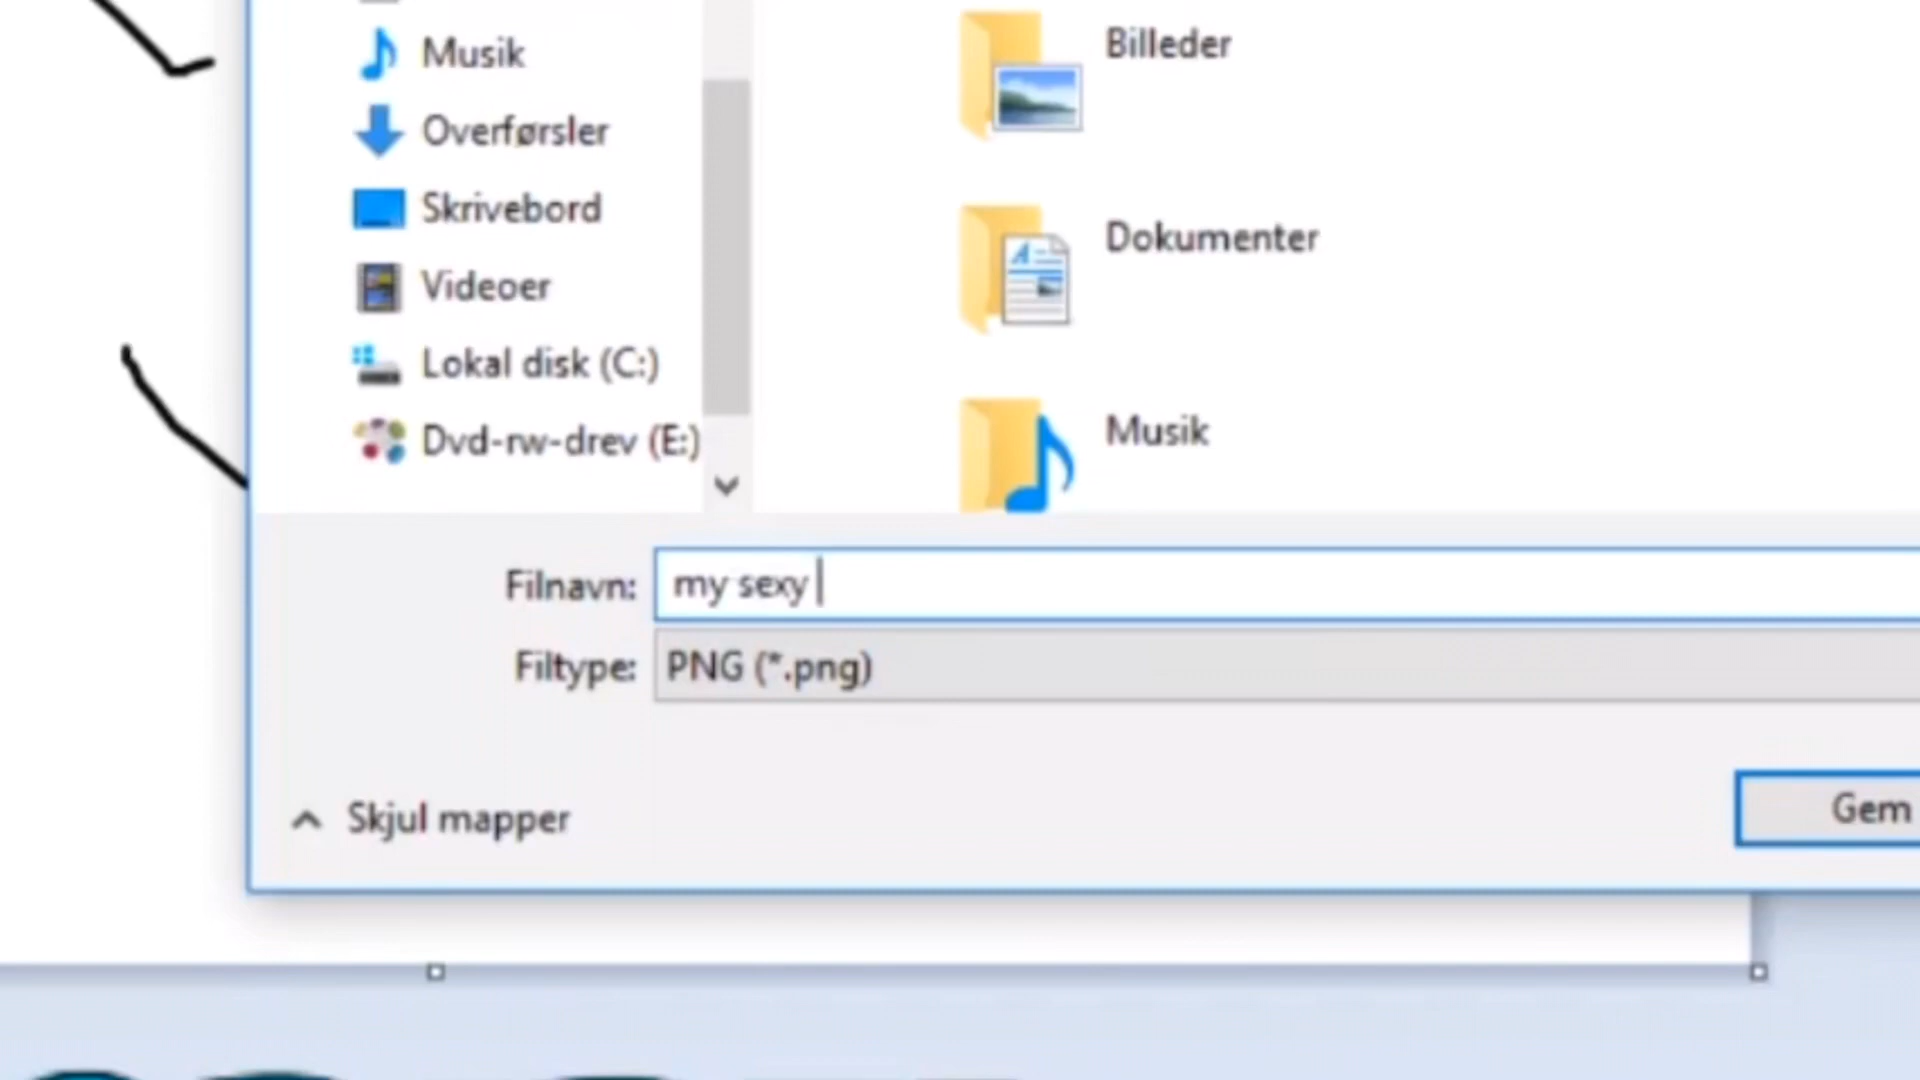 Musik
Overførsler
Skrivebord
Videoer
Lokal disk (C:)
Dvd-rw-drev (E:)
Billeder
Dokumenter
Musik
Filnavn: my sexy
Filtype: PNG (*.png)
Skjul mapper
Gem